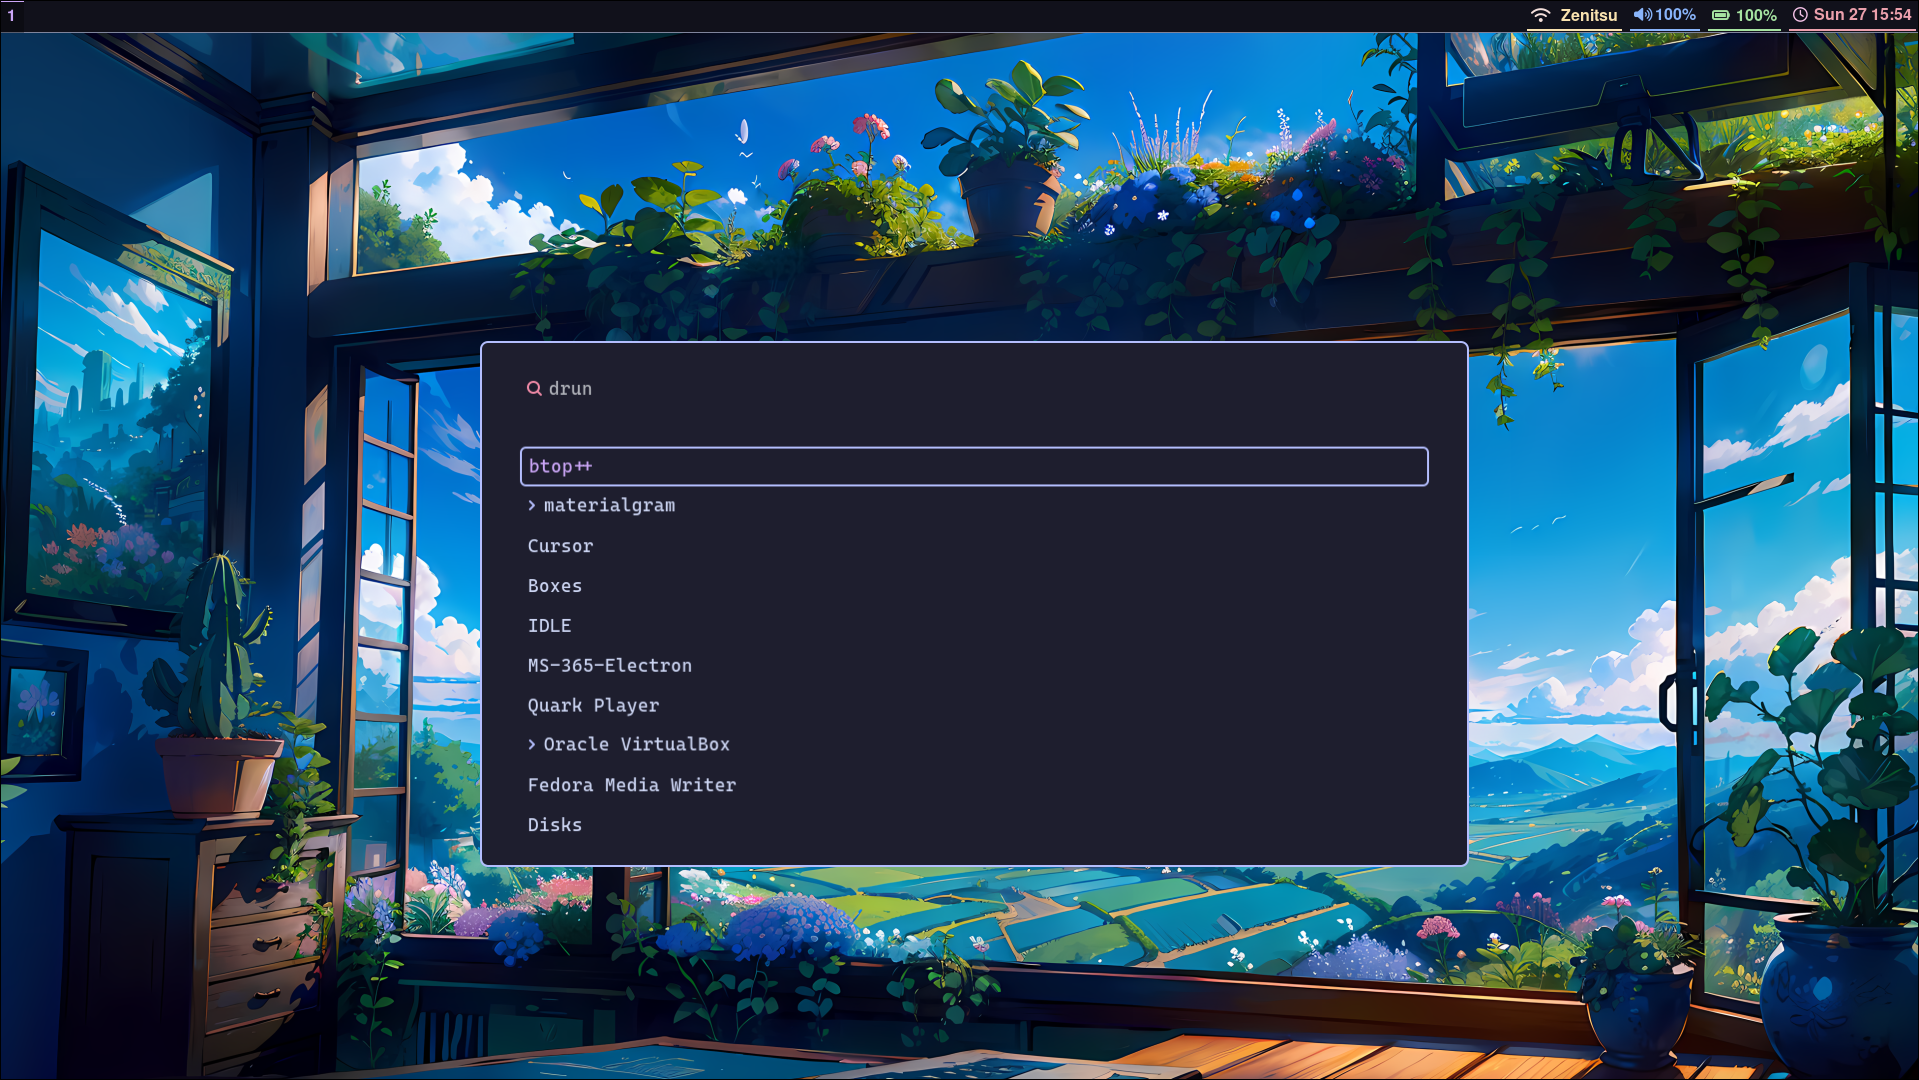 1
Zenitsu 100% 100% Sun 27 15:54
drun
btop++
> materialgram
Cursor
Boxes
IDLE
MS-365-Electron
Quark Player
> Oracle VirtualBox
Fedora Media Writer
Disks